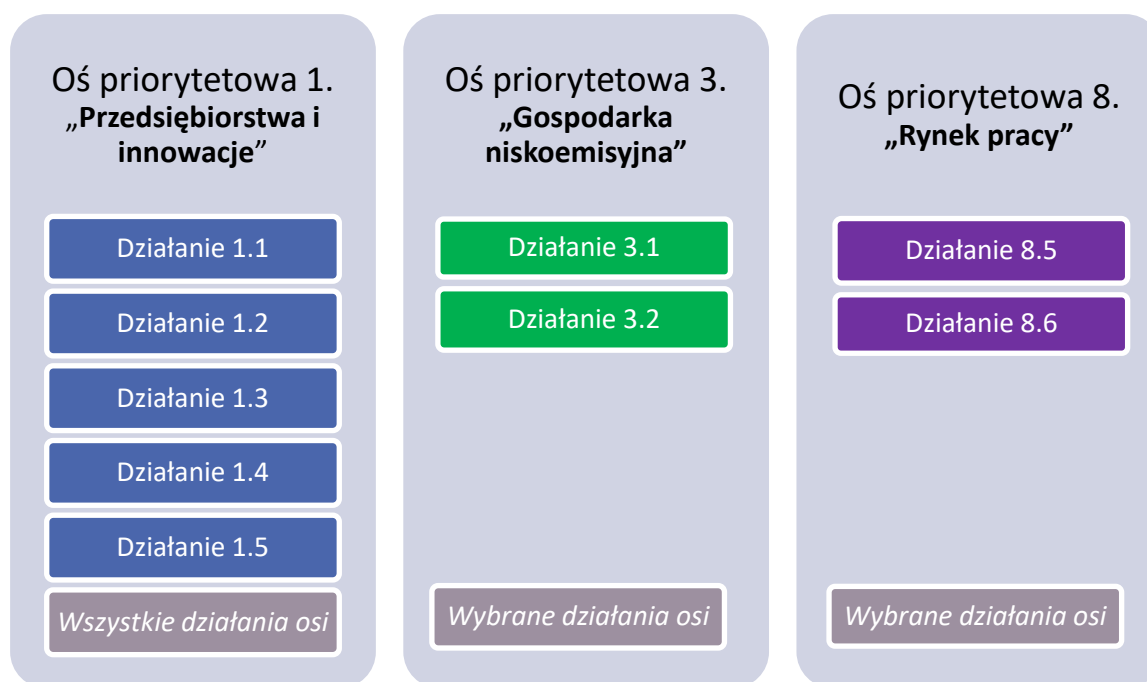 Oś priorytetowa 1.
„Przedsiębiorstwa i
innowacje”
Działanie 1.1
Działanie 1.2
Działanie 1.3
Działanie 1.4
Działanie 1.5
Wszystkie działania osi
Oś priorytetowa 3.
„Gospodarka
niskoemisyjna”
Działanie 3.1
Działanie 3.2
Wybrane działania osi
Oś priorytetowa 8.
„Rynek pracy”
Działanie 8.5
Działanie 8.6
Wybrane działania osi